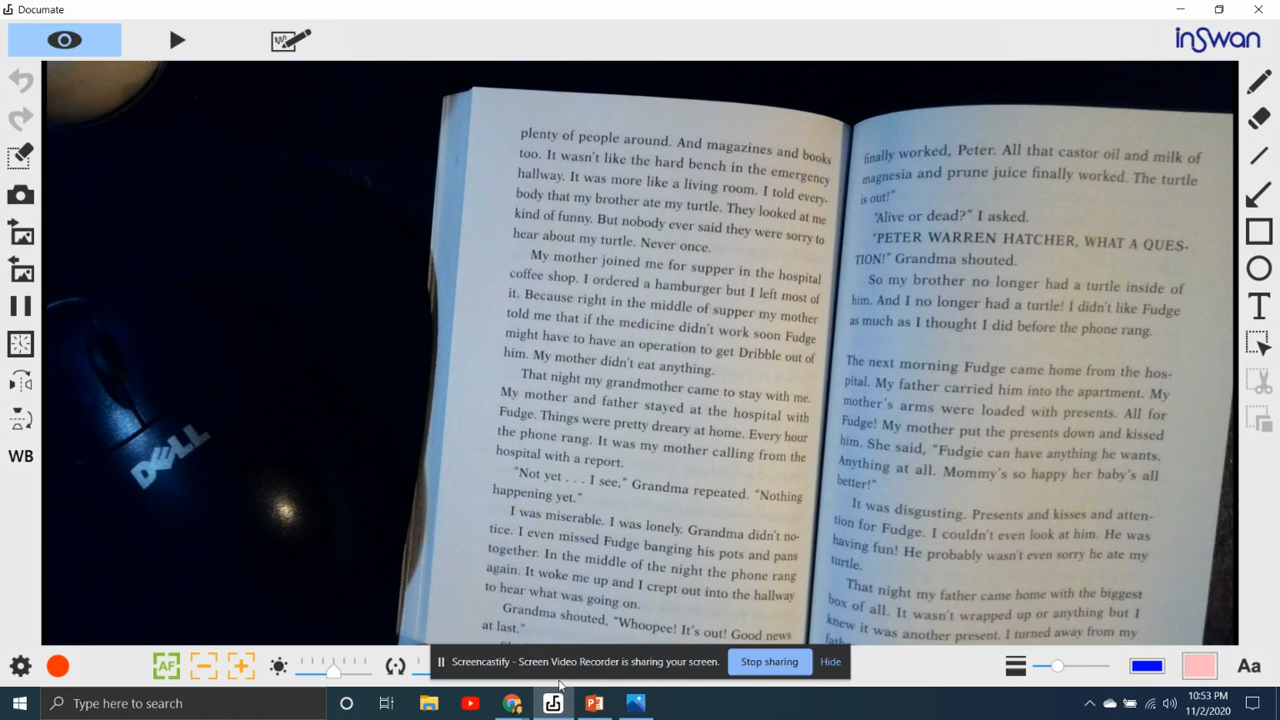 Documate
inSwan
plenty of people around. And magazines and books
too. It wasn't like the hard bench in the emergency
hallway. It was more like a living room. I told every-
body that my brother ate my turtle. They looked at me
kind of funny. But nobody ever said they were sorry to
hear about my turtle. Never once.
My mother joined me for supper in the hospital
coffee shop. I ordered a hamburger but I left most of
it. Because right in the middle of supper my mother
told me that if the medicine didn't work soon Fudge
might have to have an operation to get Dribble out of
him. My mother didn't eat anything.
That night my grandmother came to stay with me.
My mother and father stayed at the hospital with
Fudge. Things were pretty dreary at home. Every hour
the phone rang. It was my mother calling from the
hospital with a report.
"Not yet . . . I see," Grandma repeated. "Nothing
happening yet."
I was miserable. I was lonely. Grandma didn't no-
tice. I even missed Fudge banging his pots and pans
together. In the middle of the night the phone rang
again. It woke me up and I crept out into the hallway
to hear what was going on.
Grandma shouted, "Whoopee! It's out! Good news
at last."
finally worked, Peter. All that castor oil and milk of
magnesia and prune juice finally worked. The turtle
is out!"
"Alive or dead?" I asked.
"PETER WARREN HATCHER, WHAT A QUES-
TION!" Grandma shouted.
So my brother no longer had a turtle inside of
him. And I no longer had a turtle! I didn't like Fudge
as much as I thought I did before the phone rang.
The next morning Fudge came home from the hos-
pital. My father carried him into the apartment. My
mother's arms were loaded with presents. All for
Fudge! My mother put the presents down and kissed
him. She said, "Fudgie can have anything he wants.
Anything at all. Mommy's so happy her baby's all
better!"
It was disgusting. Presents and kisses and atten-
tion for Fudge. I couldn't even look at him. He was
having fun! He probably wasn't even sorry he ate my
turtle.
That night my father came home with the biggest
box of all. It wasn't wrapped up or anything but I
knew it was another present. I turned away from my
DELL
WB
T
AF
Screencastify - Screen Video Recorder is sharing your screen.
Stop sharing
Hide
Aa
Type here to search
10:53 PM
11/2/2020